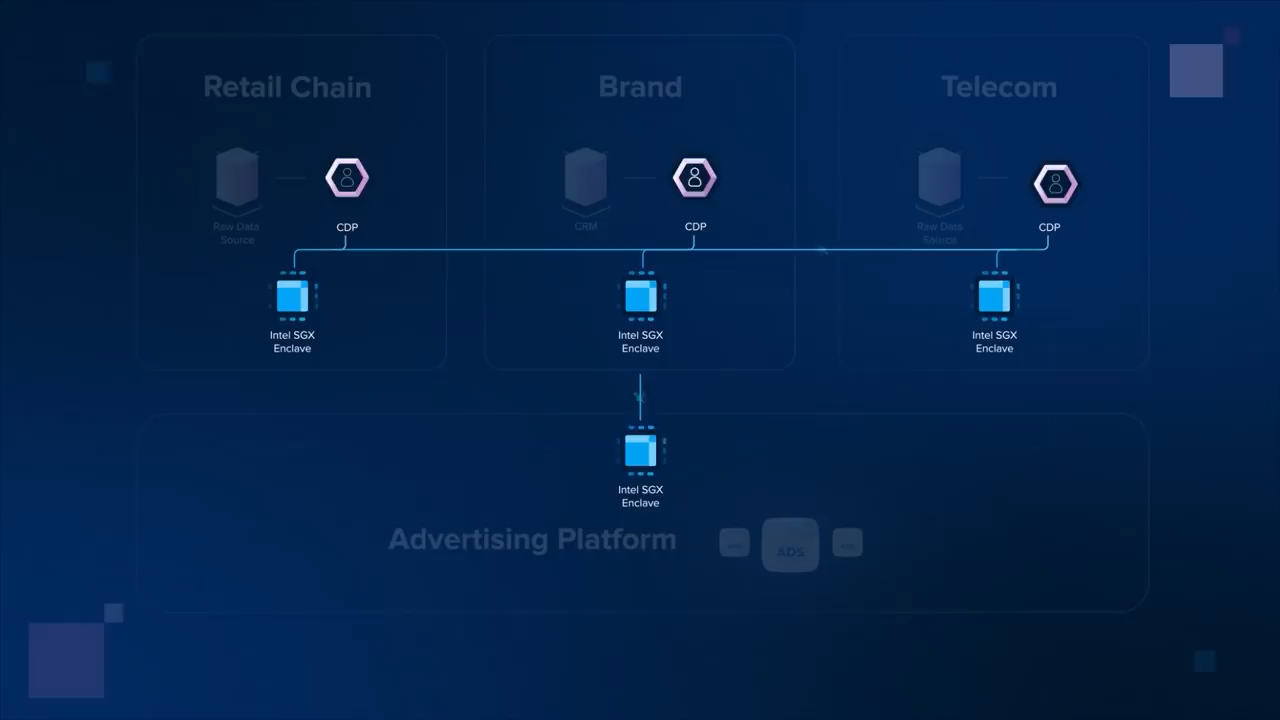 Retail Chain
Brand
Telecom
Raw Data
Source
CDP
CRM
CDP
Raw Data
Source
CDP
Intel SGX
Enclave
Intel SGX
Enclave
Intel SGX
Enclave
Intel SGX
Enclave
Advertising Platform
ADS